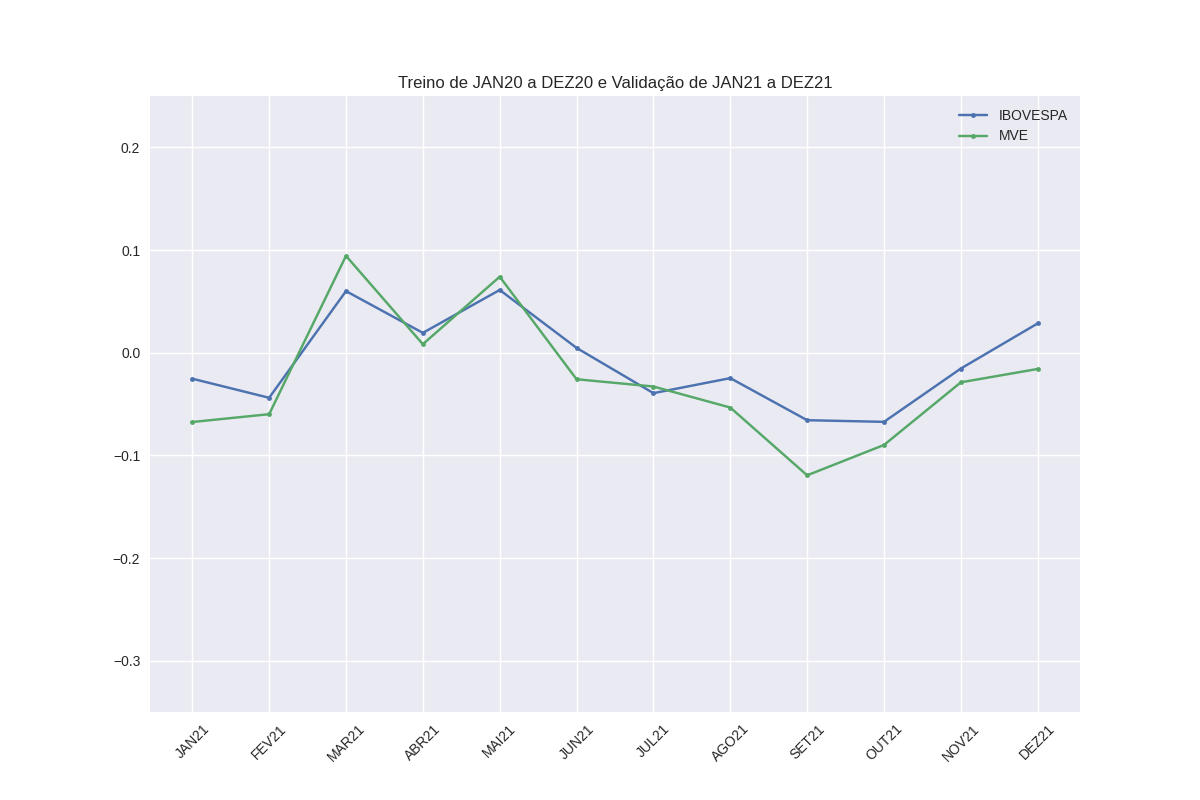 Treino de JAN20 a DEZ20 e Validação de JAN21 a DEZ21
IBOVESPA
MVE
0.2
0.1
0.0
−0.1
−0.2
−0.3
JAN21
FEV21
MAR21
ABR21
MAI21
JUN21
JUL21
AGO21
SET21
OUT21
NOV21
DEZ21